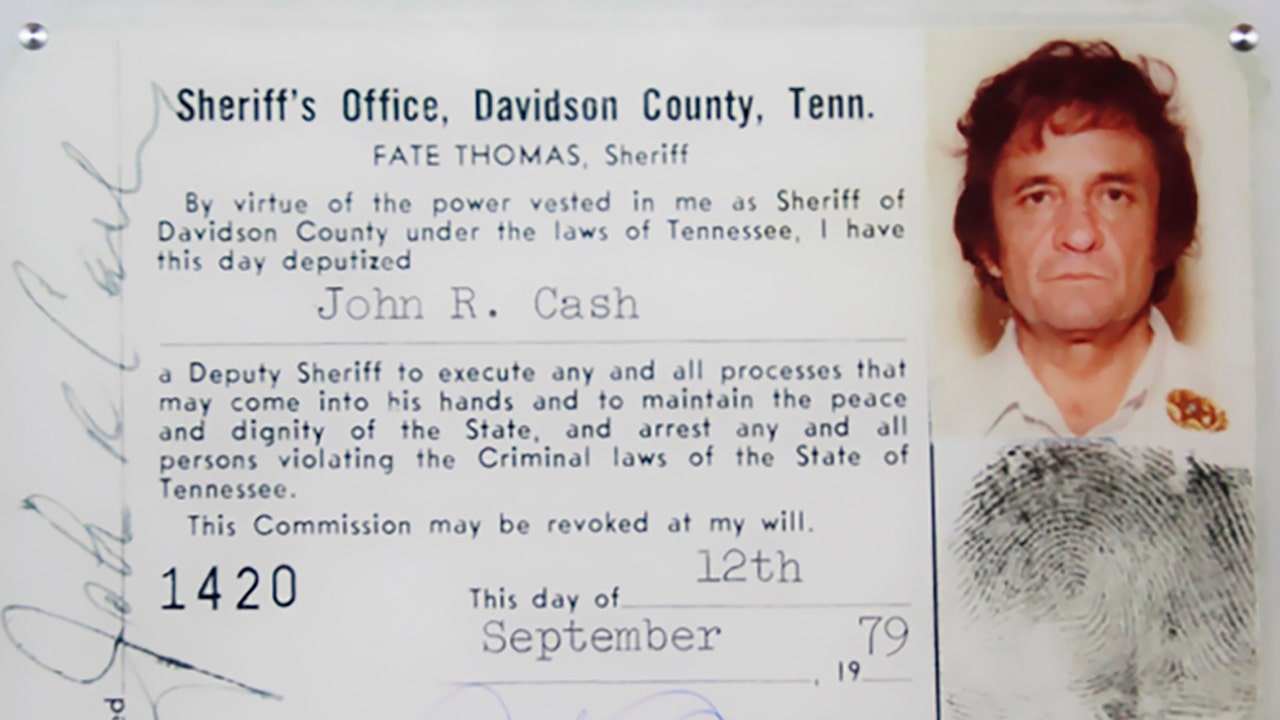 Sheriff's Office, Davidson County, Tenn.
FATE THOMAS, Sheriff
By virtue of the power vested in me as Sheriff of
Davidson County under the laws of Tennessee, I have
this day deputized
John R. Cash
a Deputy Sheriff to execute any and all processes that
may come into his hands and to maintain the peace
and dignity of the State, and arrest any and all
persons violating the Criminal laws of the State of
Tennessee.
This Commission may be revoked at my will.
1420
This day of 12th
September, 1979
John R Cash